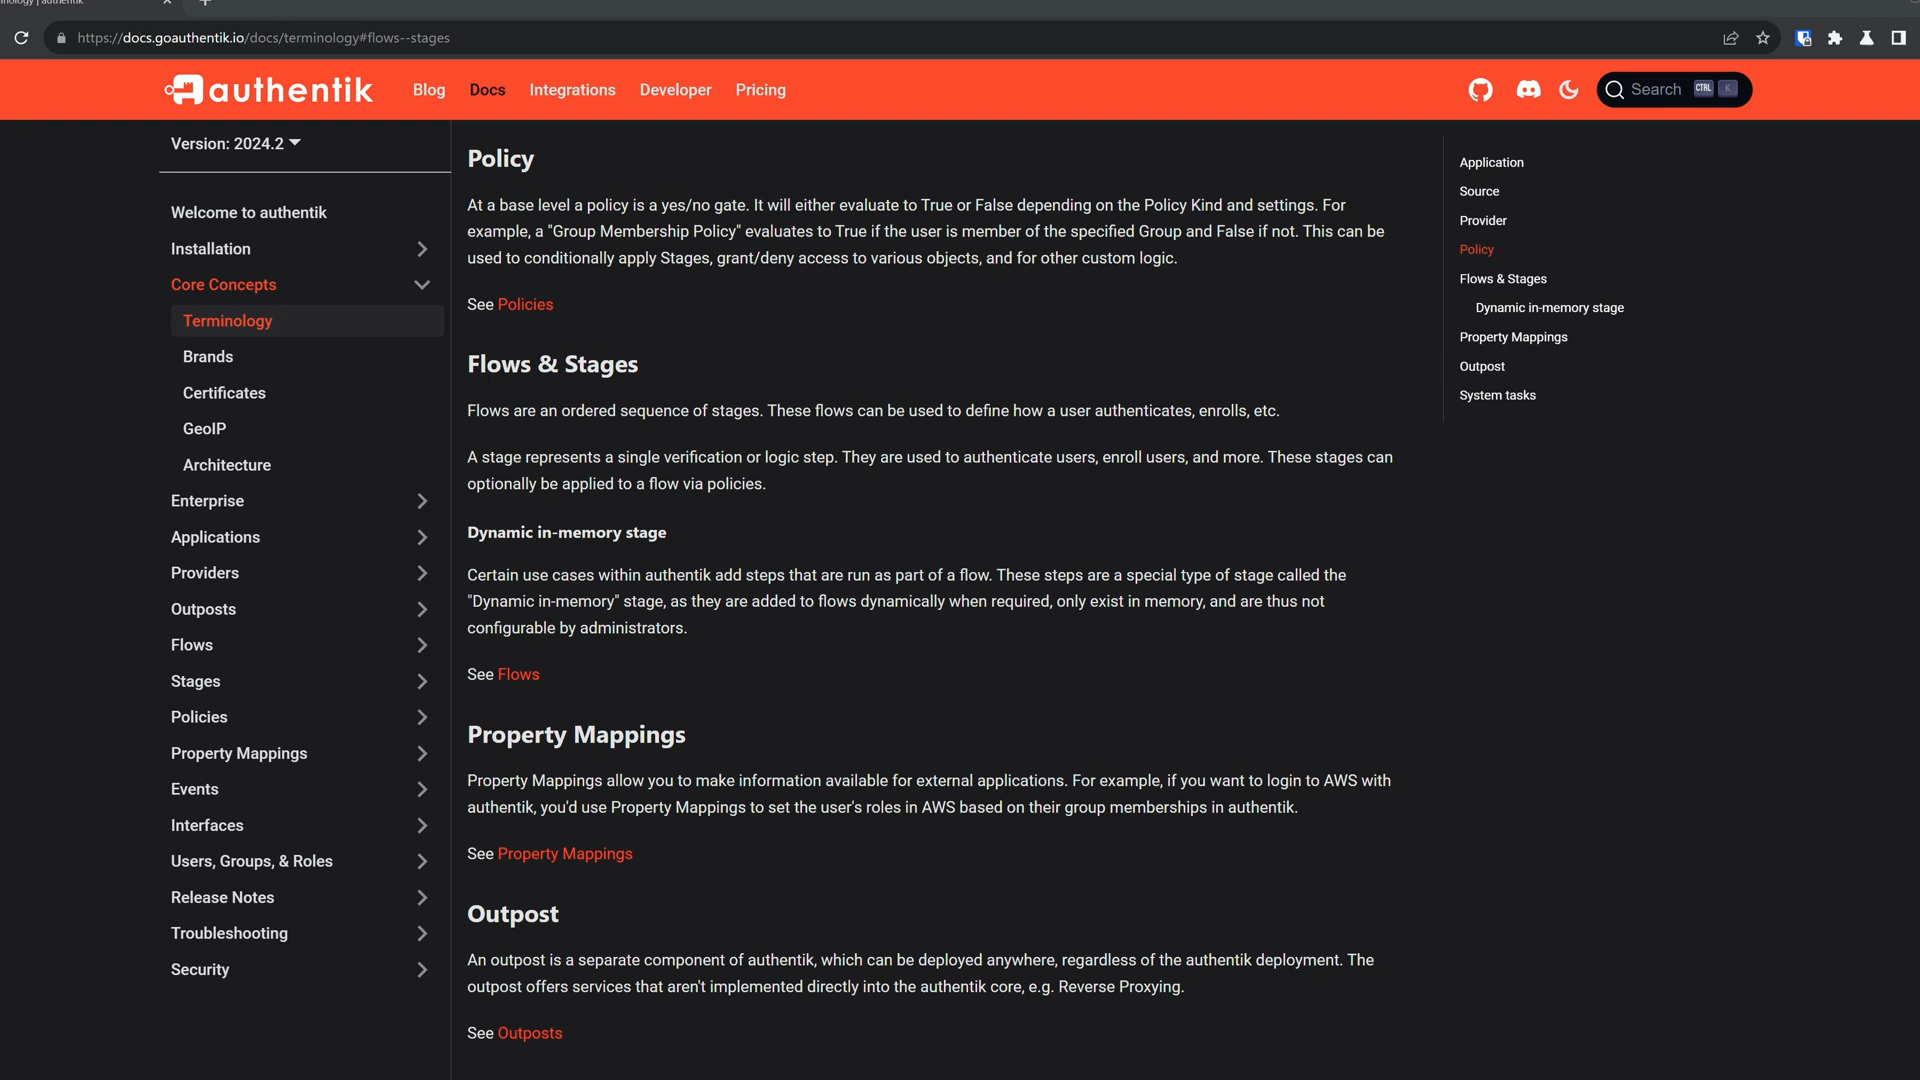 https://docs.goauthentik.io/docs/terminology#flows--stages
authentik
Blog
Docs
Integrations
Developer
Pricing
Search
CTRL
K
Version: 2024.2
Welcome to authentik
Installation
Core Concepts
Terminology
Brands
Certificates
GeoIP
Architecture
Enterprise
Applications
Providers
Outposts
Flows
Stages
Policies
Property Mappings
Events
Interfaces
Users, Groups, & Roles
Release Notes
Troubleshooting
Security
Policy
At a base level a policy is a yes/no gate. It will either evaluate to True or False depending on the Policy Kind and settings. For
example, a "Group Membership Policy" evaluates to True if the user is member of the specified Group and False if not. This can be
used to conditionally apply Stages, grant/deny access to various objects, and for other custom logic.
See Policies
Flows & Stages
Flows are an ordered sequence of stages. These flows can be used to define how a user authenticates, enrolls, etc.
A stage represents a single verification or logic step. They are used to authenticate users, enroll users, and more. These stages can
optionally be applied to a flow via policies.
Dynamic in-memory stage
Certain use cases within authentik add steps that are run as part of a flow. These steps are a special type of stage called the
"Dynamic in-memory" stage, as they are added to flows dynamically when required, only exist in memory, and are thus not
configurable by administrators.
See Flows
Property Mappings
Property Mappings allow you to make information available for external applications. For example, if you want to login to AWS with
authentik, you'd use Property Mappings to set the user's roles in AWS based on their group memberships in authentik.
See Property Mappings
Outpost
An outpost is a separate component of authentik, which can be deployed anywhere, regardless of the authentik deployment. The
outpost offers services that aren't implemented directly into the authentik core, e.g. Reverse Proxying.
See Outposts
Application
Source
Provider
Policy
Flows & Stages
Dynamic in-memory stage
Property Mappings
Outpost
System tasks